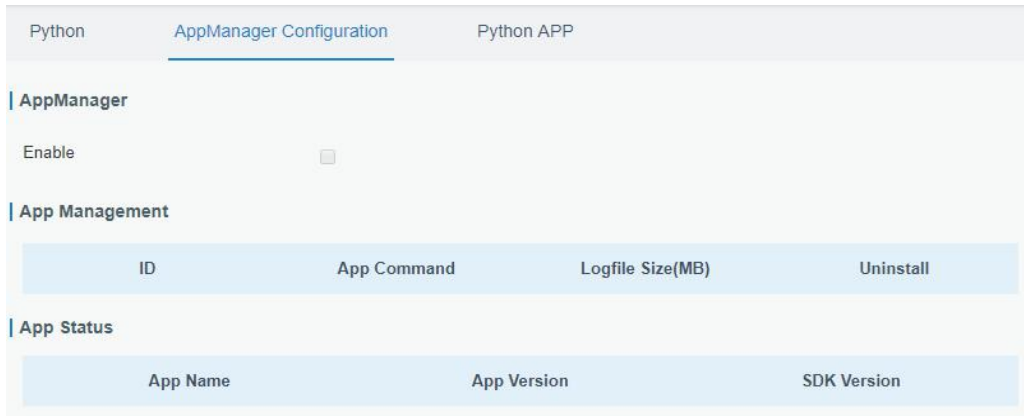 Python AppManager Configuration Python APP
AppManager
Enable
App Management
ID App Command Logfile Size(MB) Uninstall
App Status
App Name App Version SDK Version